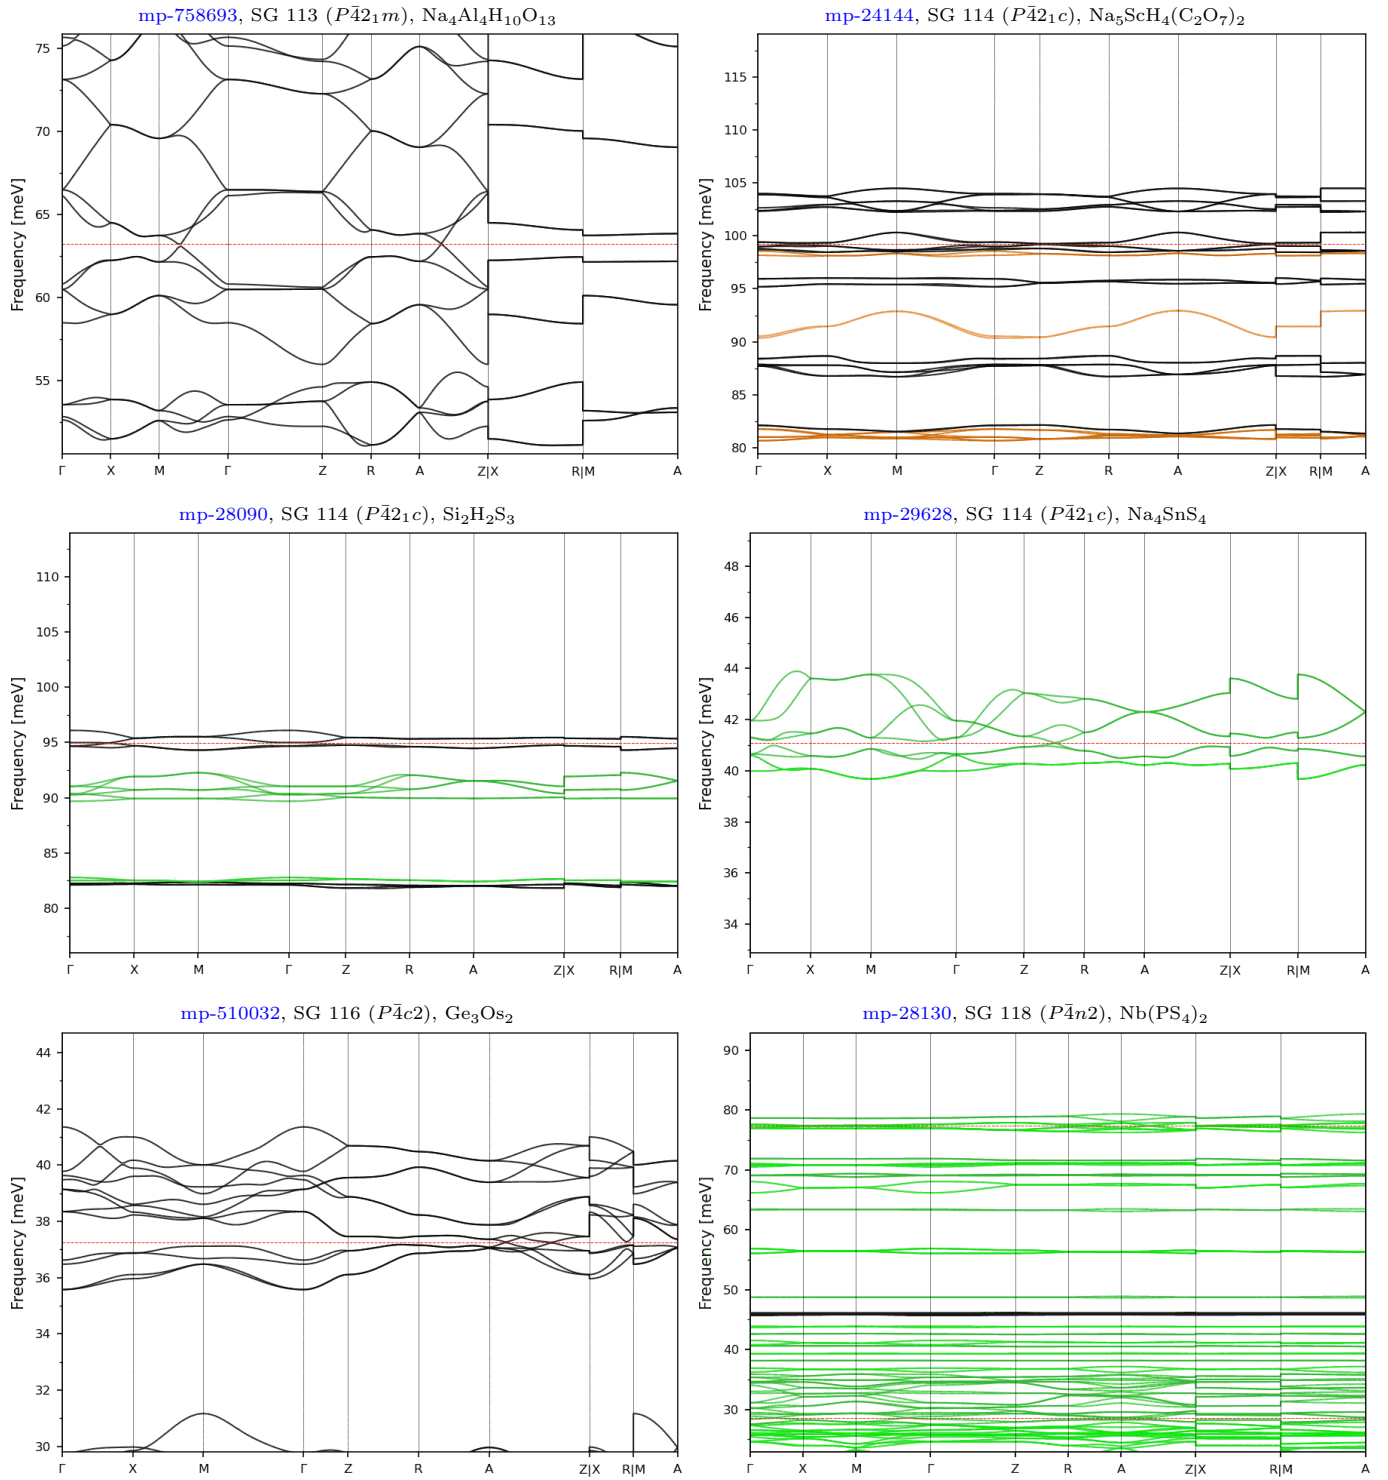 mp-758693, SG 113 (P4̄2₁m), Na₄Al₄H₁₀O₁₃
Frequency [meV]
75
70
65
60
55
Γ X M Γ Z R A Z|X R|M A
mp-24144, SG 114 (P4̄2₁c), Na₅ScH₄(C₂O₇)₂
Frequency [meV]
115
110
105
100
95
90
85
80
Γ X M Γ Z R A Z|X R|M A
mp-28090, SG 114 (P4̄2₁c), Si₂H₂S₃
Frequency [meV]
110
105
100
95
90
85
80
Γ X M Γ Z R A Z|X R|M A
mp-29628, SG 114 (P4̄2₁c), Na₄SnS₄
Frequency [meV]
48
46
44
42
40
38
36
34
Γ X M Γ Z R A Z|X R|M A
mp-510032, SG 116 (P4̄c2), Ge₃Os₂
Frequency [meV]
44
42
40
38
36
34
32
30
Γ X M Γ Z R A Z|X R|M A
mp-28130, SG 118 (P4̄n2), Nb(PS₄)₂
Frequency [meV]
90
80
70
60
50
40
30
Γ X M Γ Z R A Z|X R|M A